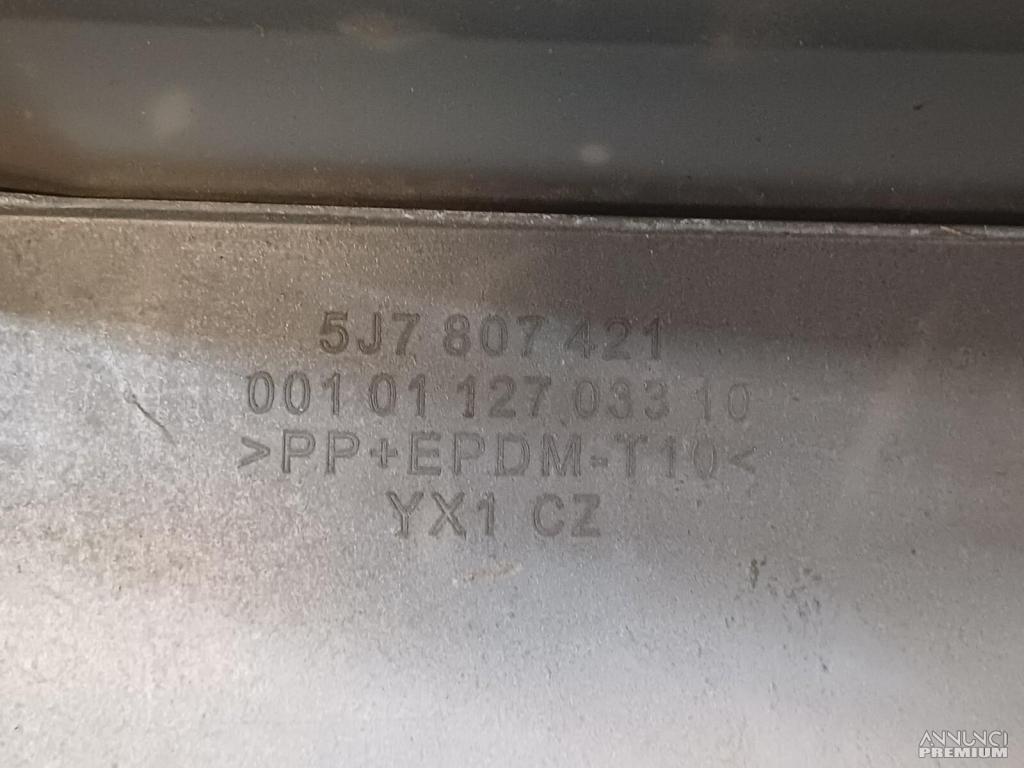 5J7 807 421
001 01 127 033 10
>PP+EPDM-T10<
YX1 CZ
ANNUNCI
PREMIUM